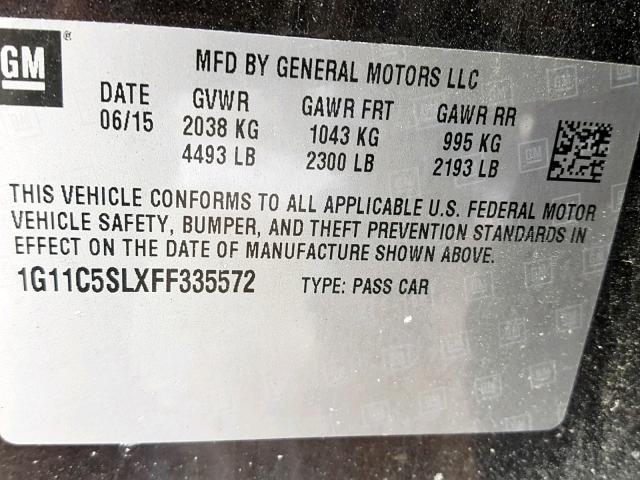 GM®
MFD BY GENERAL MOTORS LLC
DATE GVWR GAWR FRT GAWR RR
06/15 2038 KG 1043 KG 995 KG
4493 LB 2300 LB 2193 LB
THIS VEHICLE CONFORMS TO ALL APPLICABLE U.S. FEDERAL MOTOR
VEHICLE SAFETY, BUMPER, AND THEFT PREVENTION STANDARDS IN
EFFECT ON THE DATE OF MANUFACTURE SHOWN ABOVE.
1G11C5SLXFF335572 TYPE: PASS CAR